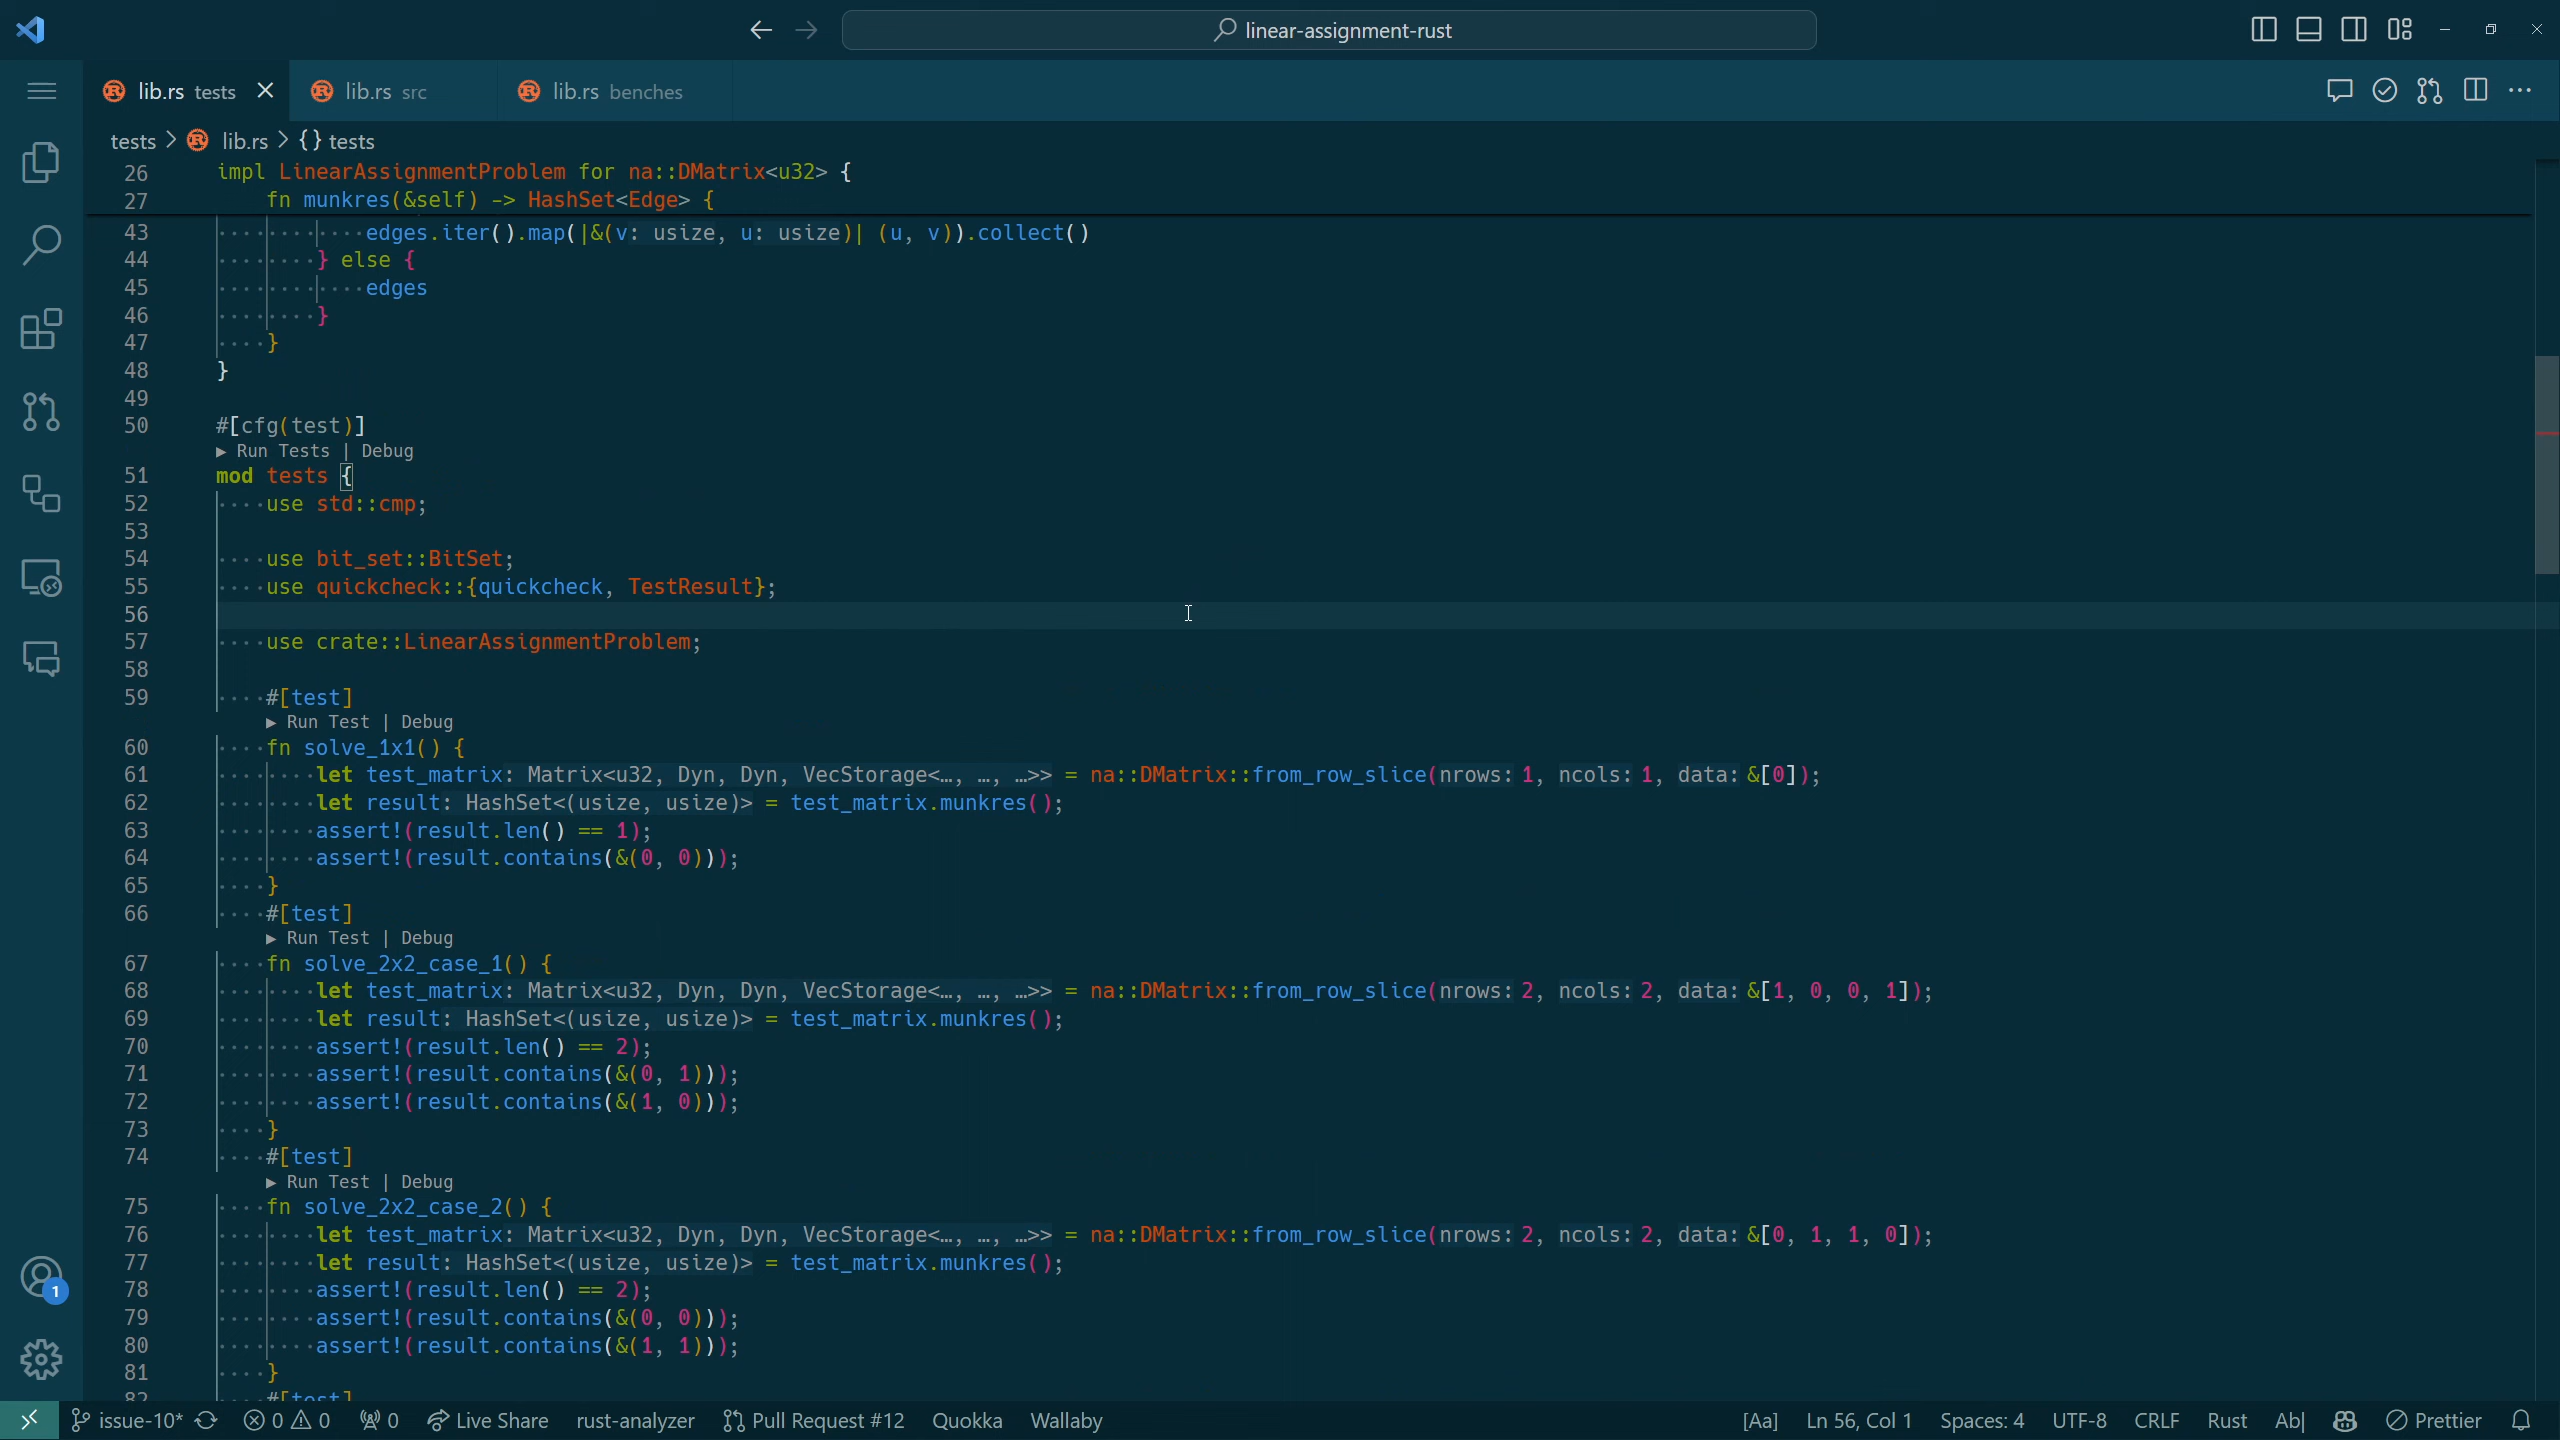 linear-assignment-rust
lib.rs tests
lib.rs src
lib.rs benches
tests > lib.rs > {} tests
26 impl LinearAssignmentProblem for na::DMatrix<u32> {
27     fn munkres(&self) -> HashSet<Edge> {
43             edges.iter().map(|&(v: usize, u: usize)| (u, v)).collect()
44         } else {
45             edges
46         }
47     }
48 }
49
50 #[cfg(test)]
▶ Run Tests | Debug
51 mod tests {
52     use std::cmp;
53
54     use bit_set::BitSet;
55     use quickcheck::{quickcheck, TestResult};
56
57     use crate::LinearAssignmentProblem;
58
59     #[test]
▶ Run Test | Debug
60     fn solve_1x1() {
61         let test_matrix: Matrix<u32, Dyn, Dyn, VecStorage<…, …, …>> = na::DMatrix::from_row_slice(nrows: 1, ncols: 1, data: &[0]);
62         let result: HashSet<(usize, usize)> = test_matrix.munkres();
63         assert!(result.len() == 1);
64         assert!(result.contains(&(0, 0)));
65     }
66     #[test]
▶ Run Test | Debug
67     fn solve_2x2_case_1() {
68         let test_matrix: Matrix<u32, Dyn, Dyn, VecStorage<…, …, …>> = na::DMatrix::from_row_slice(nrows: 2, ncols: 2, data: &[1, 0, 0, 1]);
69         let result: HashSet<(usize, usize)> = test_matrix.munkres();
70         assert!(result.len() == 2);
71         assert!(result.contains(&(0, 1)));
72         assert!(result.contains(&(1, 0)));
73     }
74     #[test]
▶ Run Test | Debug
75     fn solve_2x2_case_2() {
76         let test_matrix: Matrix<u32, Dyn, Dyn, VecStorage<…, …, …>> = na::DMatrix::from_row_slice(nrows: 2, ncols: 2, data: &[0, 1, 1, 0]);
77         let result: HashSet<(usize, usize)> = test_matrix.munkres();
78         assert!(result.len() == 2);
79         assert!(result.contains(&(0, 0)));
80         assert!(result.contains(&(1, 1)));
81     }
82     #[test]
1
issue-10* 0 0 0 Live Share rust-analyzer Pull Request #12 Quokka Wallaby [Aa] Ln 56, Col 1 Spaces: 4 UTF-8 CRLF Rust Ab| Prettier